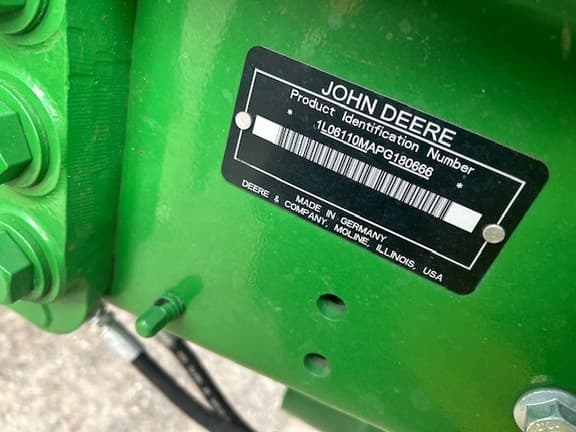 JOHN DEERE
Product Identification Number
* 1L06110MAPG180666 *
MADE IN GERMANY
DEERE & COMPANY, MOLINE, ILLINOIS, USA